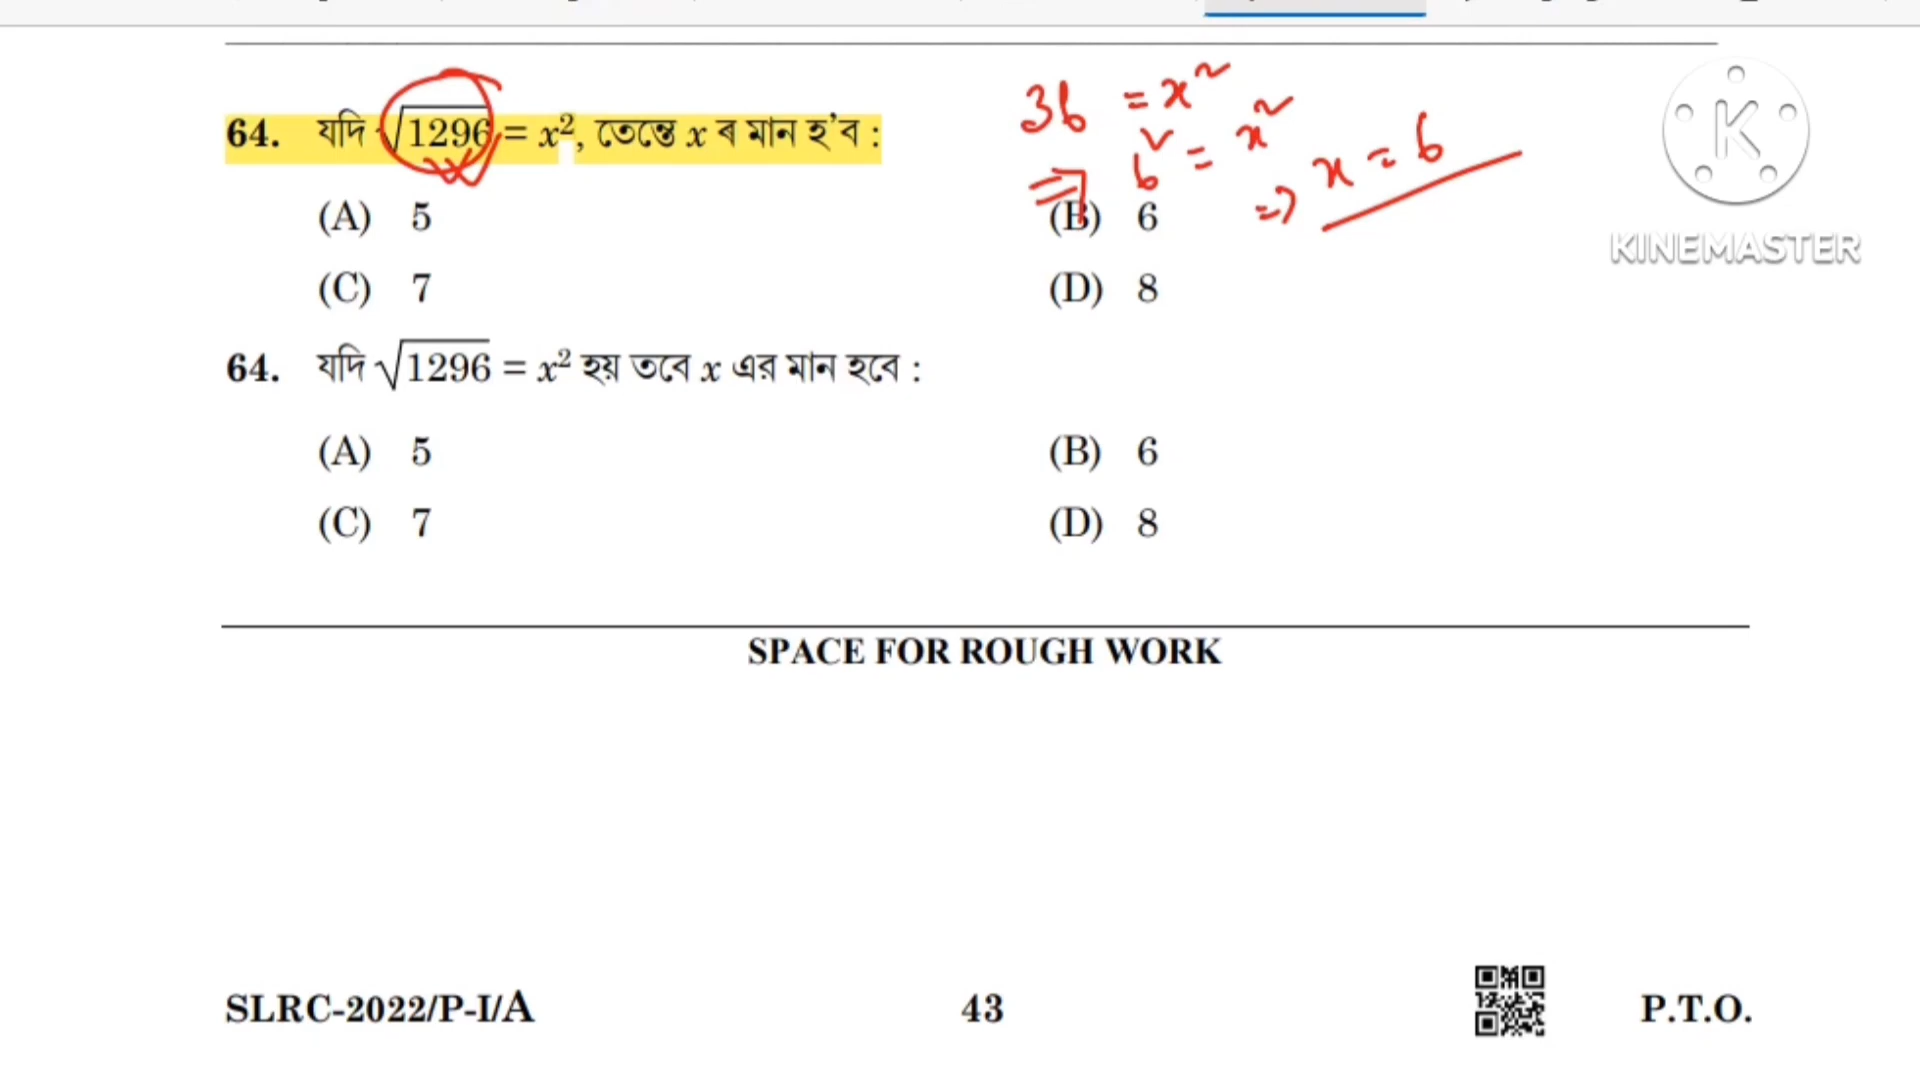 64. যদি √1296 = x², তেন্তে x ৰ মান হ'ব :
36 = x²
⇒ 6² = x²
⇒ x = 6
(A) 5 (B) 6
(C) 7 (D) 8
KINEMASTER
64. যদি √1296 = x² হয় তবে x এর মান হবে :
(A) 5 (B) 6
(C) 7 (D) 8
SPACE FOR ROUGH WORK
SLRC-2022/P-I/A 43 P.T.O.